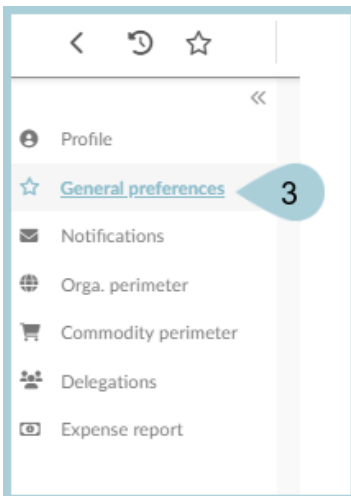 Profile
General preferences
3
Notifications
Orga. perimeter
Commodity perimeter
Delegations
Expense report